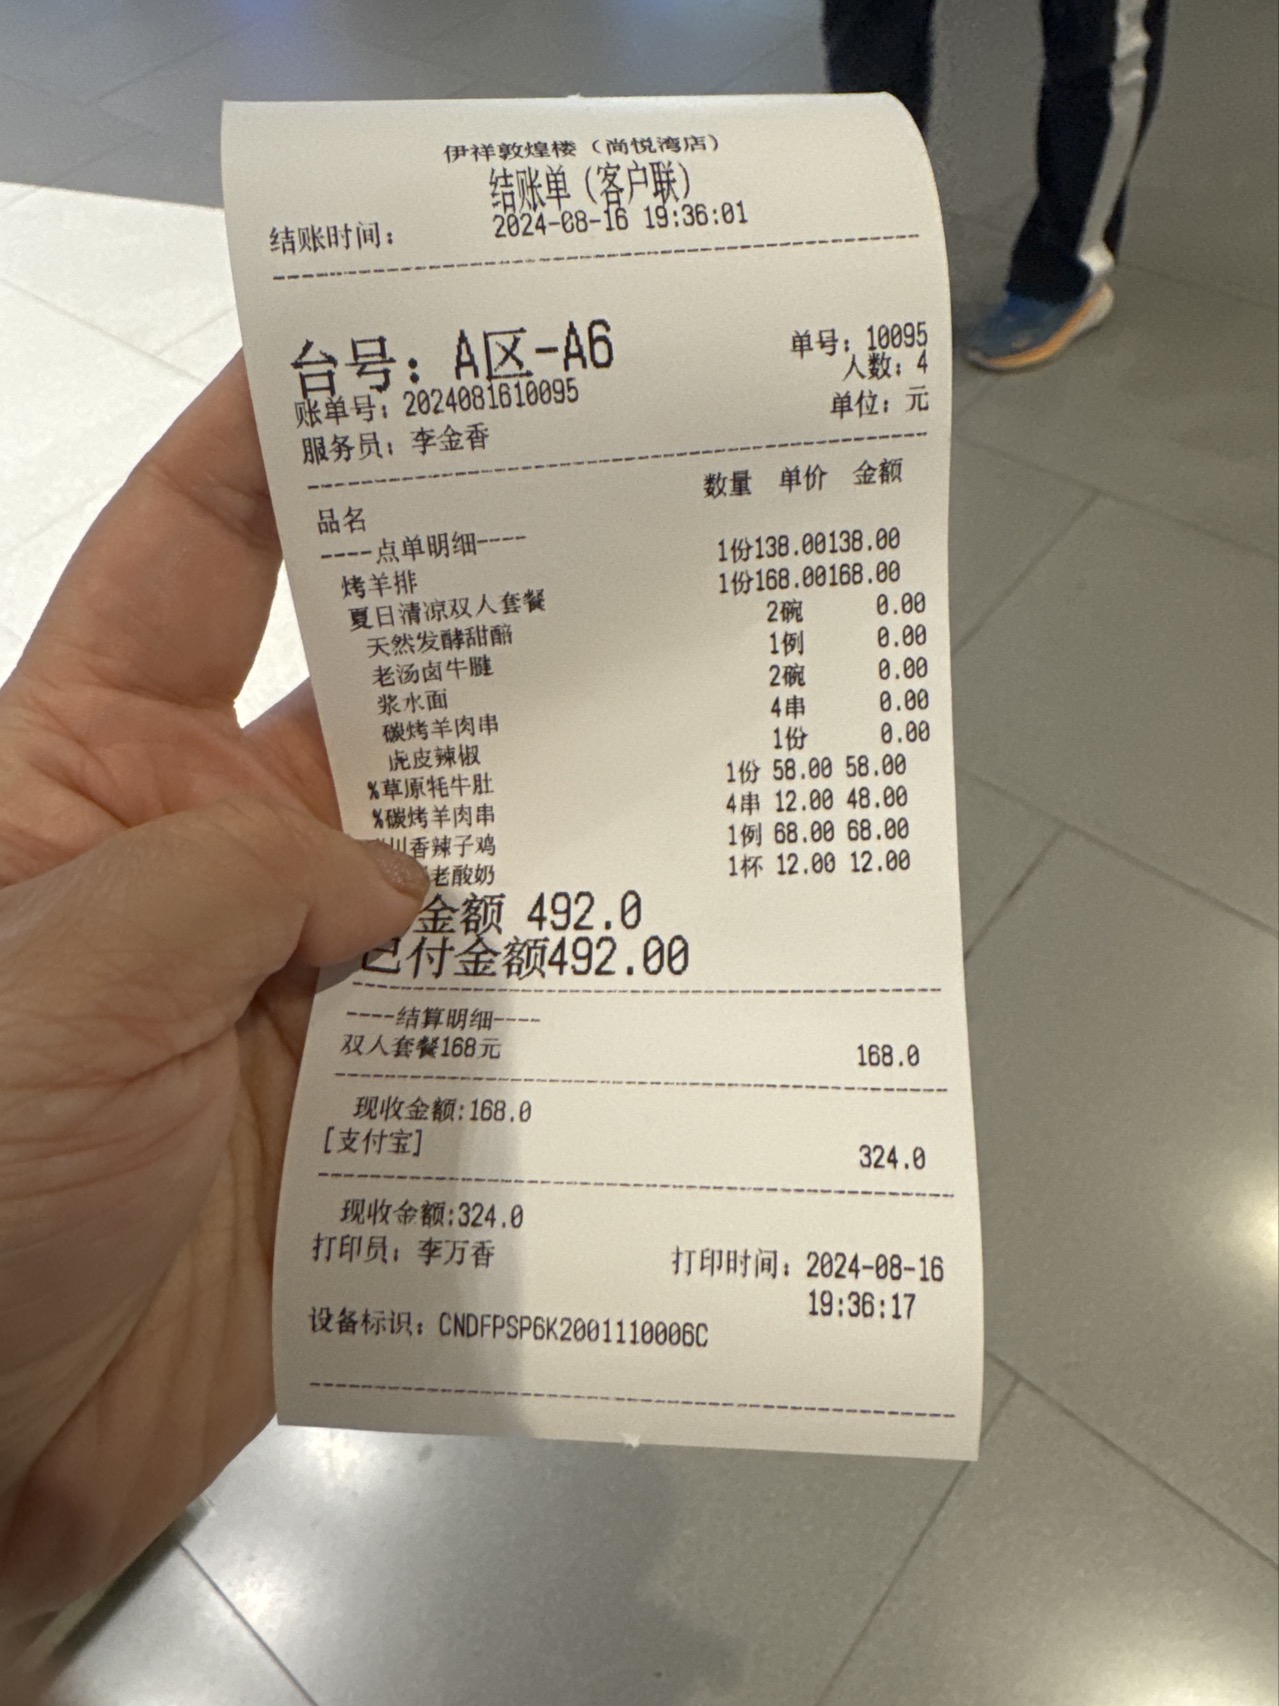 伊祥敦煌楼（尚悦湾店）
结账单（客户联）
结账时间： 2024-08-16 19:36:01
台号：A区-A6 单号：10095
人数：4
账单号：2024081610095 单位：元
服务员：李金香
品名 数量 单价 金额
----点单明细----
烤羊排 1份138.00138.00
夏日清凉双人套餐 1份168.00168.00
天然发酵甜醅 2碗 0.00
老汤卤牛腱 1例 0.00
浆水面 2碗 0.00
碳烤羊肉串 4串 0.00
虎皮辣椒 1份 0.00
%草原牦牛肚 1份 58.00 58.00
%碳烤羊肉串 4串 12.00 48.00
川香辣子鸡 1例 68.00 68.00
老酸奶 1杯 12.00 12.00
金额 492.0
已付金额492.00
----结算明细----
双人套餐168元 168.0
现收金额:168.0
[支付宝] 324.0
现收金额:324.0
打印员：李万香 打印时间：2024-08-16
19:36:17
设备标识：CNDFPSP6K2001110006C